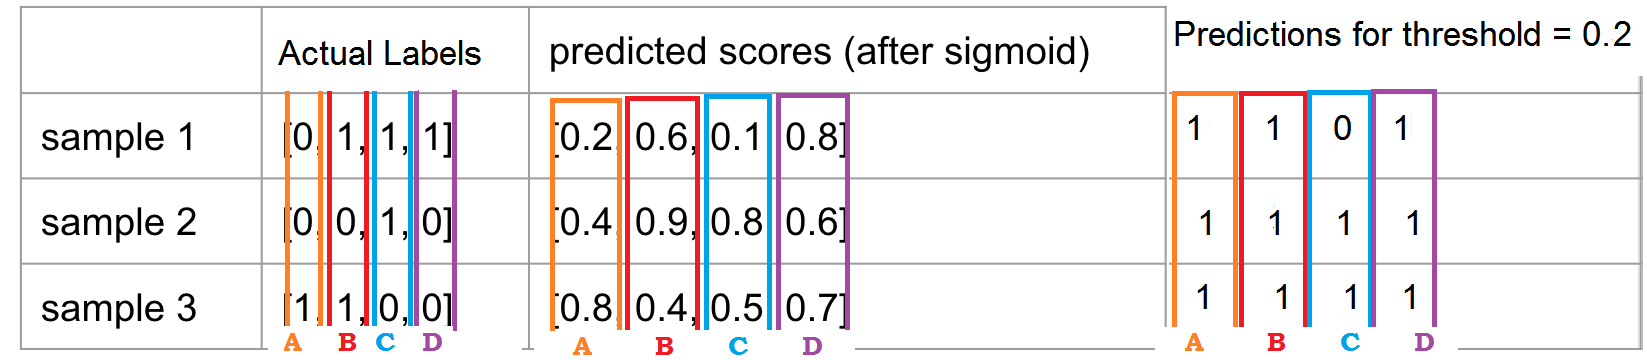 Actual Labels predicted scores (after sigmoid) Predictions for threshold = 0.2
sample 1 [0, 1, 1, 1] [0.2, 0.6, 0.1 0.8] 1 1 0 1
sample 2 [0, 0, 1, 0] [0.4, 0.9, 0.8 0.6] 1 1 1 1
sample 3 [1, 1, 0, 0] [0.8, 0.4, 0.5 0.7] 1 1 1 1
A B C D A B C D A B C D